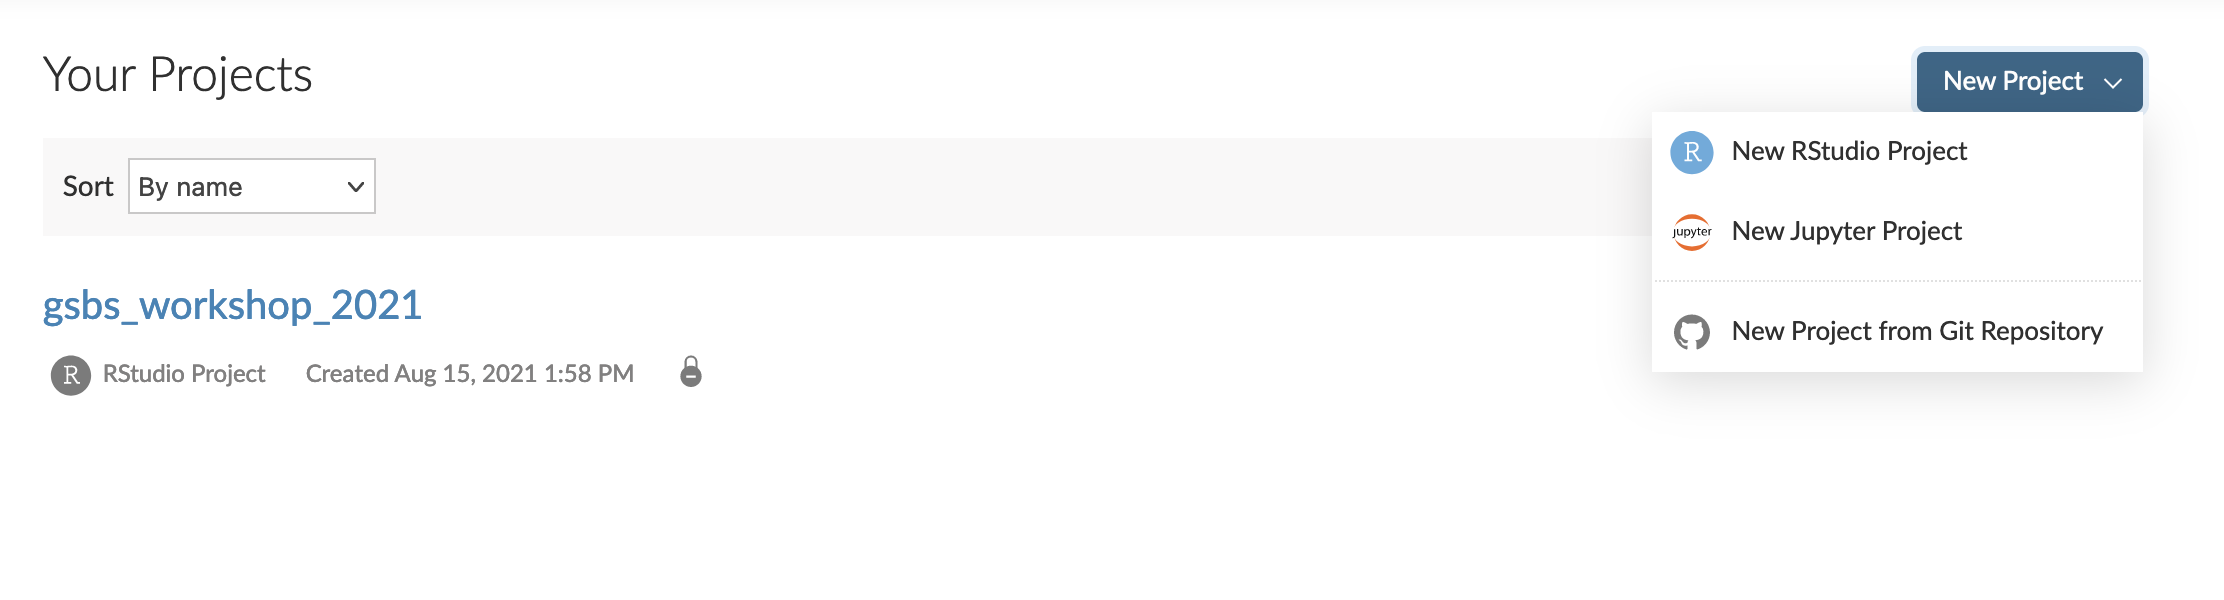 Your Projects
New Project
Sort By name
R New RStudio Project
jupyter New Jupyter Project
New Project from Git Repository
gsbs_workshop_2021
R RStudio Project Created Aug 15, 2021 1:58 PM